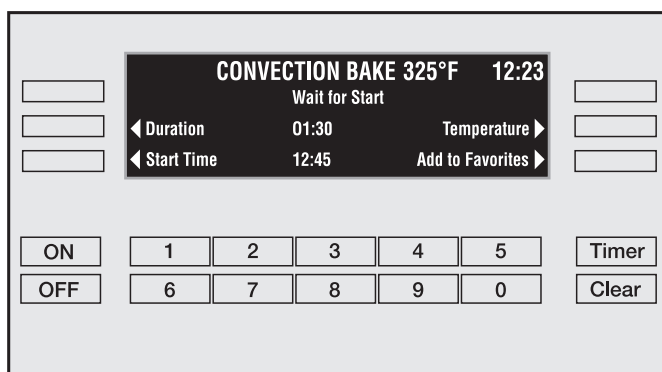 CONVECTION BAKE 325°F 12:23
Wait for Start
Duration 01:30 Temperature
Start Time 12:45 Add to Favorites
ON 1 2 3 4 5 Timer
OFF 6 7 8 9 0 Clear